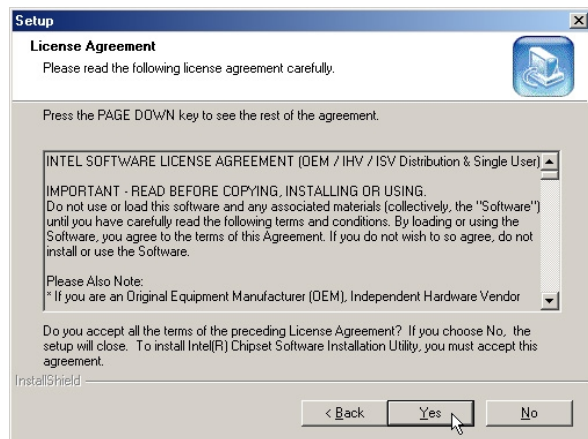 Setup
License Agreement
Please read the following license agreement carefully.
Press the PAGE DOWN key to see the rest of the agreement.
INTEL SOFTWARE LICENSE AGREEMENT (OEM / IHV / ISV Distribution & Single User)
IMPORTANT - READ BEFORE COPYING, INSTALLING OR USING.
Do not use or load this software and any associated materials (collectively, the "Software")
until you have carefully read the following terms and conditions. By loading or using the
Software, you agree to the terms of this Agreement. If you do not wish to so agree, do not
install or use the Software.
Please Also Note:
* If you are an Original Equipment Manufacturer (OEM), Independent Hardware Vendor
Do you accept all the terms of the preceding License Agreement? If you choose No, the
setup will close. To install Intel(R) Chipset Software Installation Utility, you must accept this
agreement.
InstallShield
< Back
Yes
No